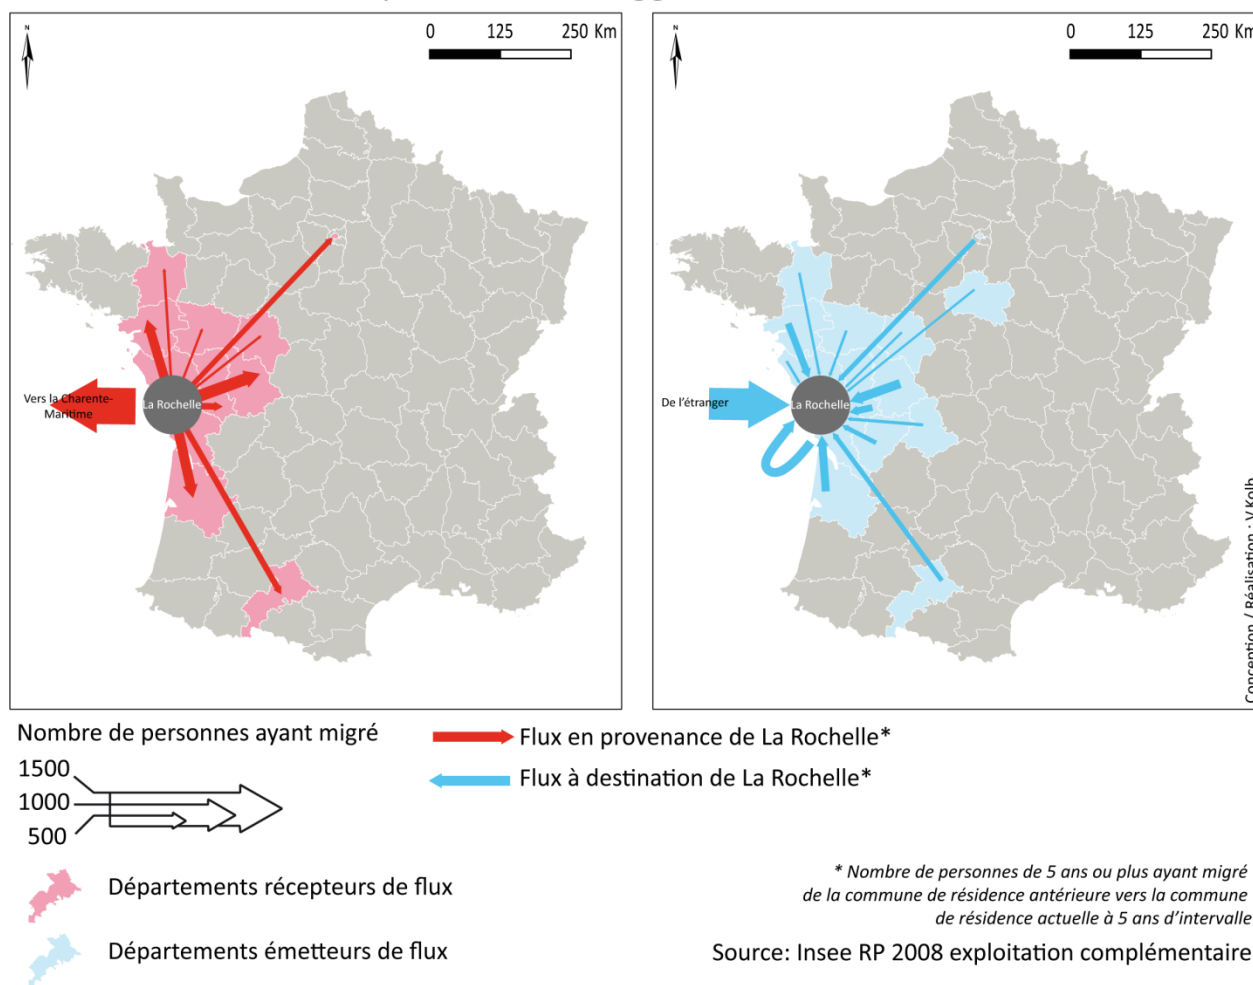 N
0 125 250 Km
Vers la Charente-
Maritime
La Rochelle
N
0 125 250 Km
De l'étranger
La Rochelle
Conception / Réalisation : V.Kolb
Nombre de personnes ayant migré
1500
1000
500
Flux en provenance de La Rochelle*
Flux à destination de La Rochelle*
Départements récepteurs de flux
Départements émetteurs de flux
* Nombre de personnes de 5 ans ou plus ayant migré
de la commune de résidence antérieure vers la commune
de résidence actuelle à 5 ans d'intervalle
Source: Insee RP 2008 exploitation complémentaire